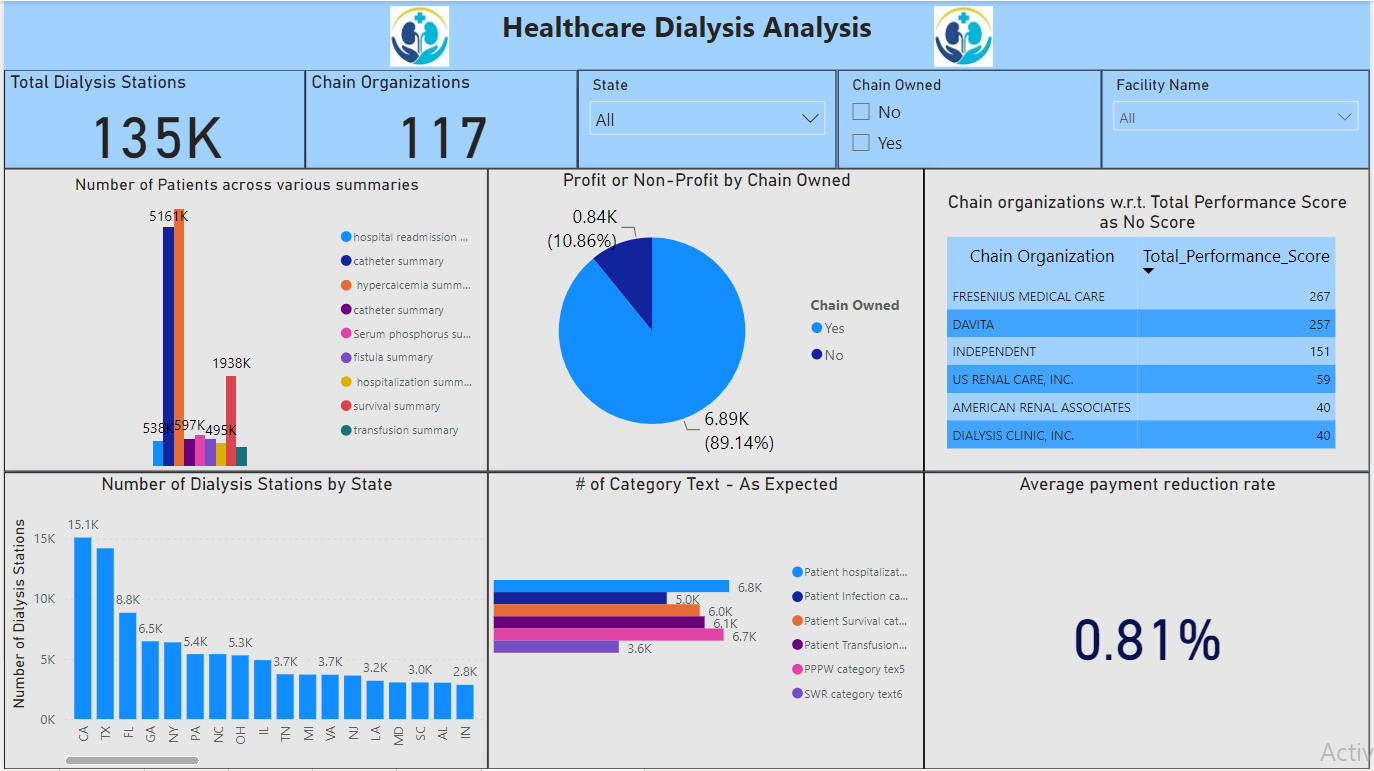 Healthcare Dialysis Analysis
Total Dialysis Stations
135K
Chain Organizations
117
State
All
Chain Owned
No
Yes
Facility Name
All
Number of Patients across various summaries
5161K
538K
597K
495K
1938K
hospital readmission ...
catheter summary
hypercalcemia summ...
catheter summary
Serum phosphorus su...
fistula summary
hospitalization summ...
survival summary
transfusion summary
Profit or Non-Profit by Chain Owned
0.84K
(10.86%)
6.89K
(89.14%)
Chain Owned
Yes
No
Chain organizations w.r.t. Total Performance Score
as No Score
Chain Organization Total_Performance_Score
FRESENIUS MEDICAL CARE 267
DAVITA 257
INDEPENDENT 151
US RENAL CARE, INC. 59
AMERICAN RENAL ASSOCIATES 40
DIALYSIS CLINIC, INC. 40
Number of Dialysis Stations by State
Number of Dialysis Stations
15K
10K
5K
0K
15.1K
8.8K
6.5K
5.4K
5.3K
3.7K
3.7K
3.2K
3.0K
2.8K
CA TX FL GA NY PA NC OH IL TN MI VA NJ LA MD SC AL IN
# of Category Text - As Expected
6.8K
5.0K
6.0K
6.1K
6.7K
3.6K
Patient hospitalizat...
Patient Infection ca...
Patient Survival cat...
Patient Transfusion...
PPPW category tex5
SWR category text6
Average payment reduction rate
0.81%
Activ